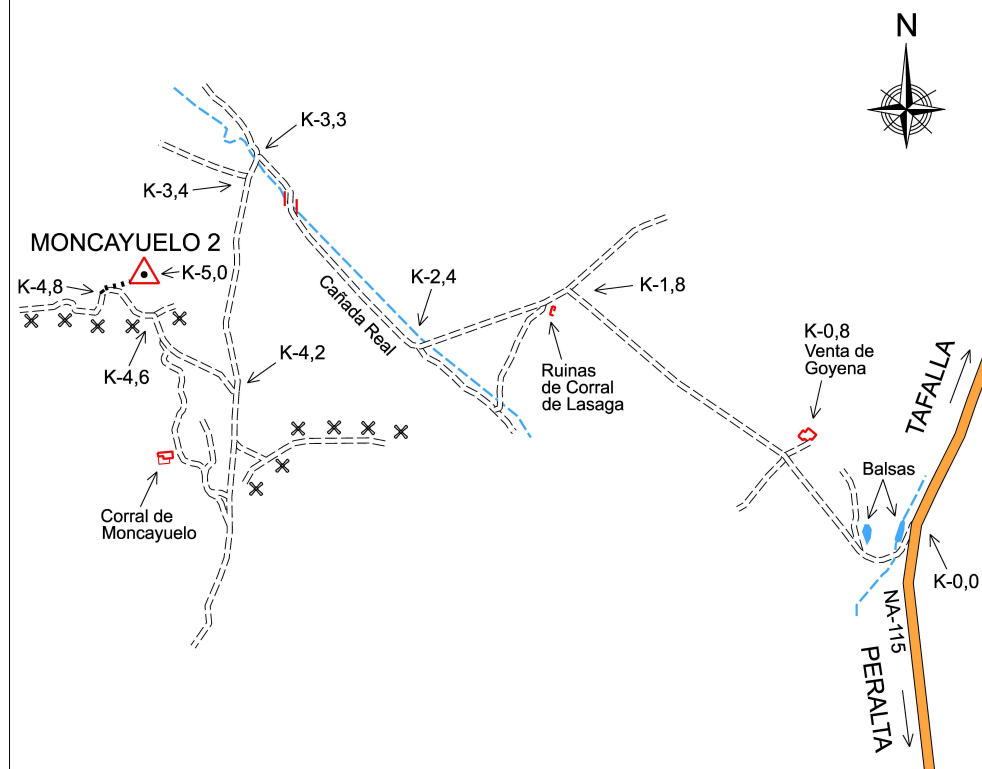 N
K-3,3
K-3,4
MONCAYUELO 2
K-5,0
K-4,8
K-2,4
K-1,8
Cañada Real
K-0,8
Venta de
Goyena
TAFALLA
K-4,2
K-4,6
Ruinas
de Corral
de Lasaga
Balsas
Corral de
Moncayuelo
K-0,0
NA-115
PERALTA